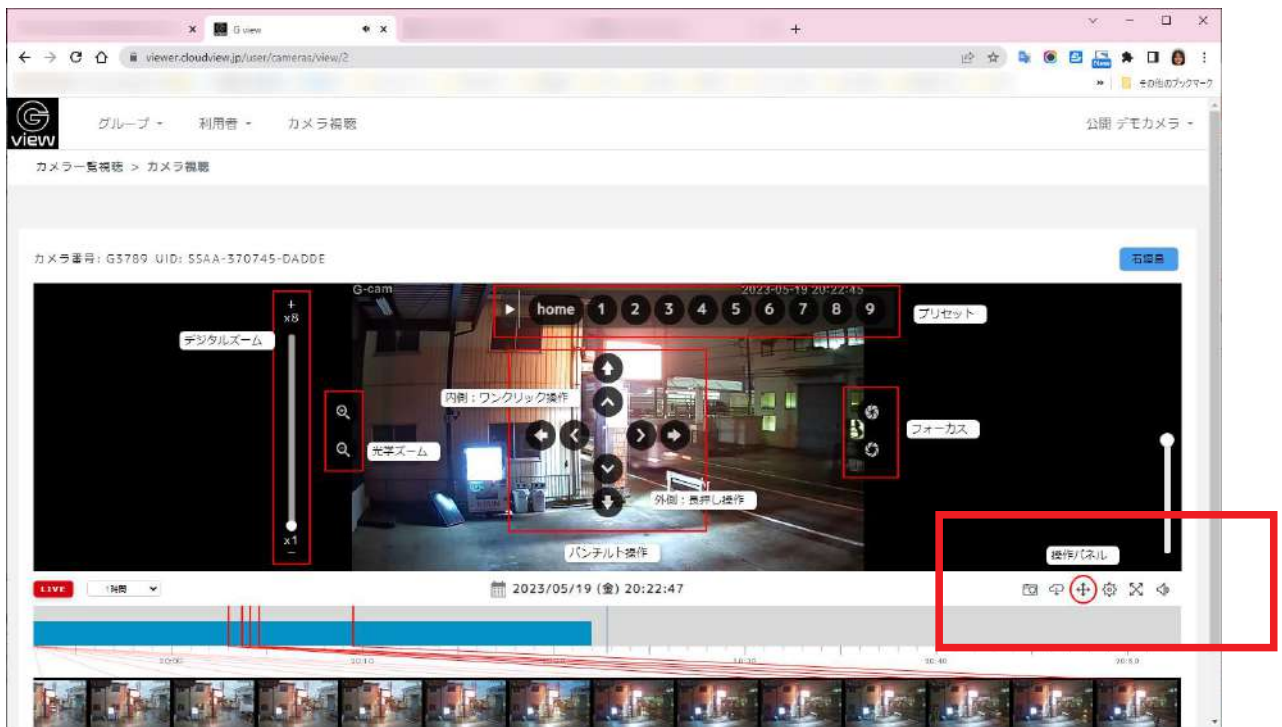 G view
viewer.cloudview.jp/user/cameras/view/2
New
その他のブックマーク
G
view
グループ
利用者
カメラ視聴
公開 デモカメラ
カメラ一覧視聴 > カメラ視聴
カメラ番号: G3789 UID: SSAA-370745-DADDE
石垣島
G-cam
2023-05-19 20:22:45
+
x8
home 1 2 3 4 5 6 7 8 9
プリセット
デジタルズーム
内側：ワンクリック操作
フォーカス
光学ズーム
外側：長押し操作
x1
−
パンチルト操作
操作パネル
LIVE
1時間
2023/05/19 (金) 20:22:47
20:00
20:10
20:20
20:30
20:40
20:50